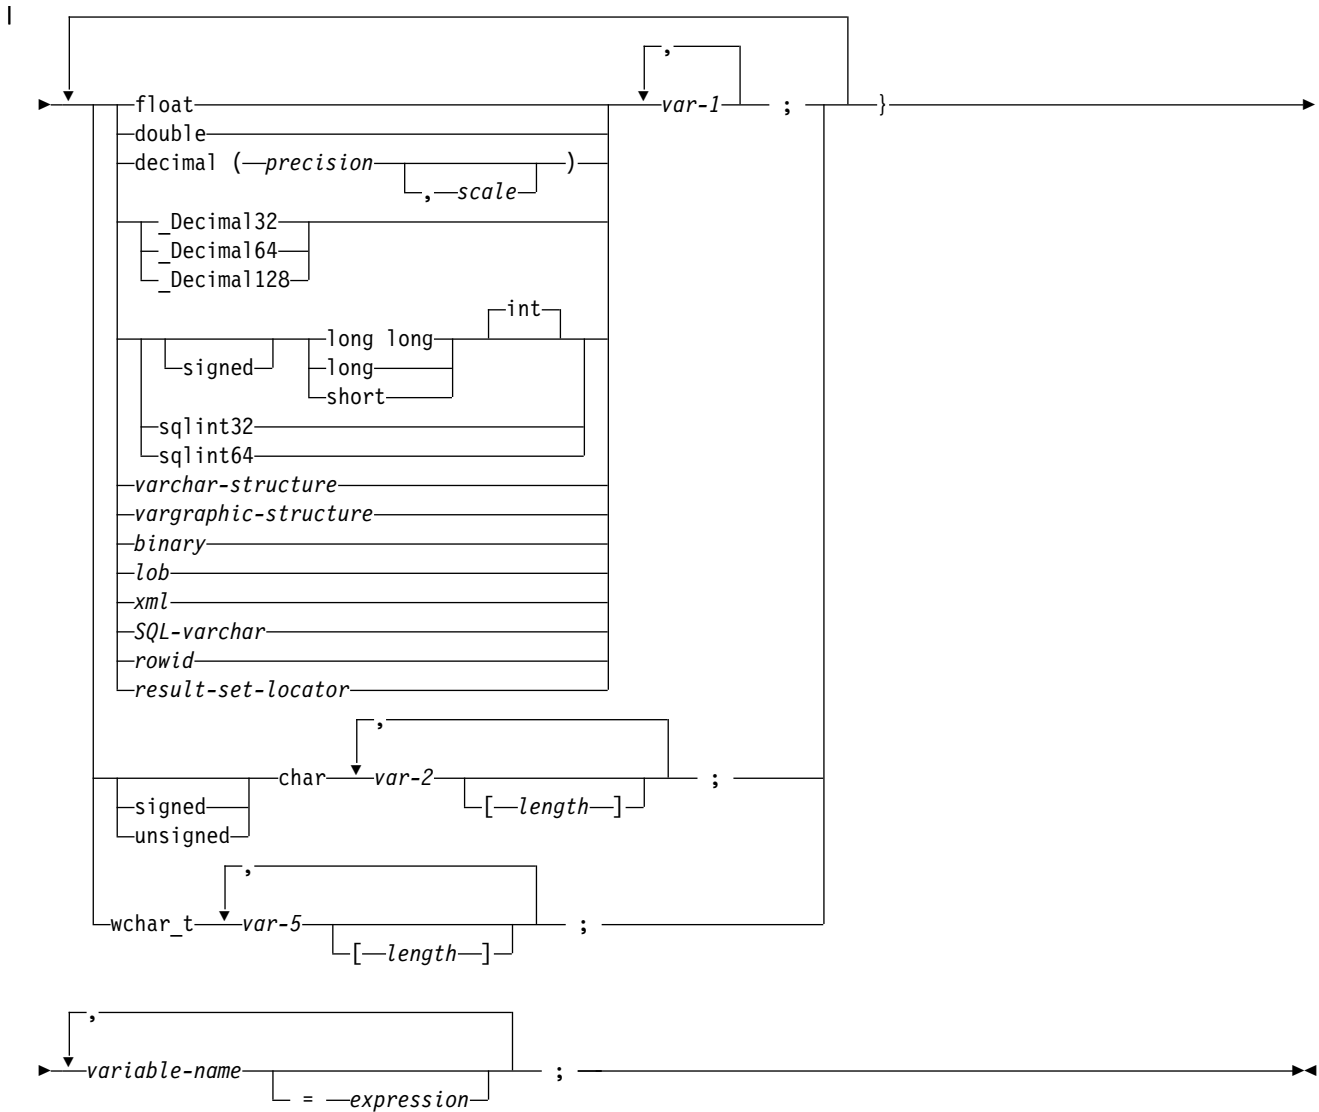 |
,
float var-1 ; }
double
decimal ( precision )
, scale
_Decimal32
_Decimal64
_Decimal128
int
long long
signed long
short
sqlint32
sqlint64
varchar-structure
vargraphic-structure
binary
lob
xml
SQL-varchar
rowid
result-set-locator
,
char var-2 ;
signed [ length ]
unsigned
,
wchar_t var-5 ;
[ length ]
,
variable-name ;
= expression